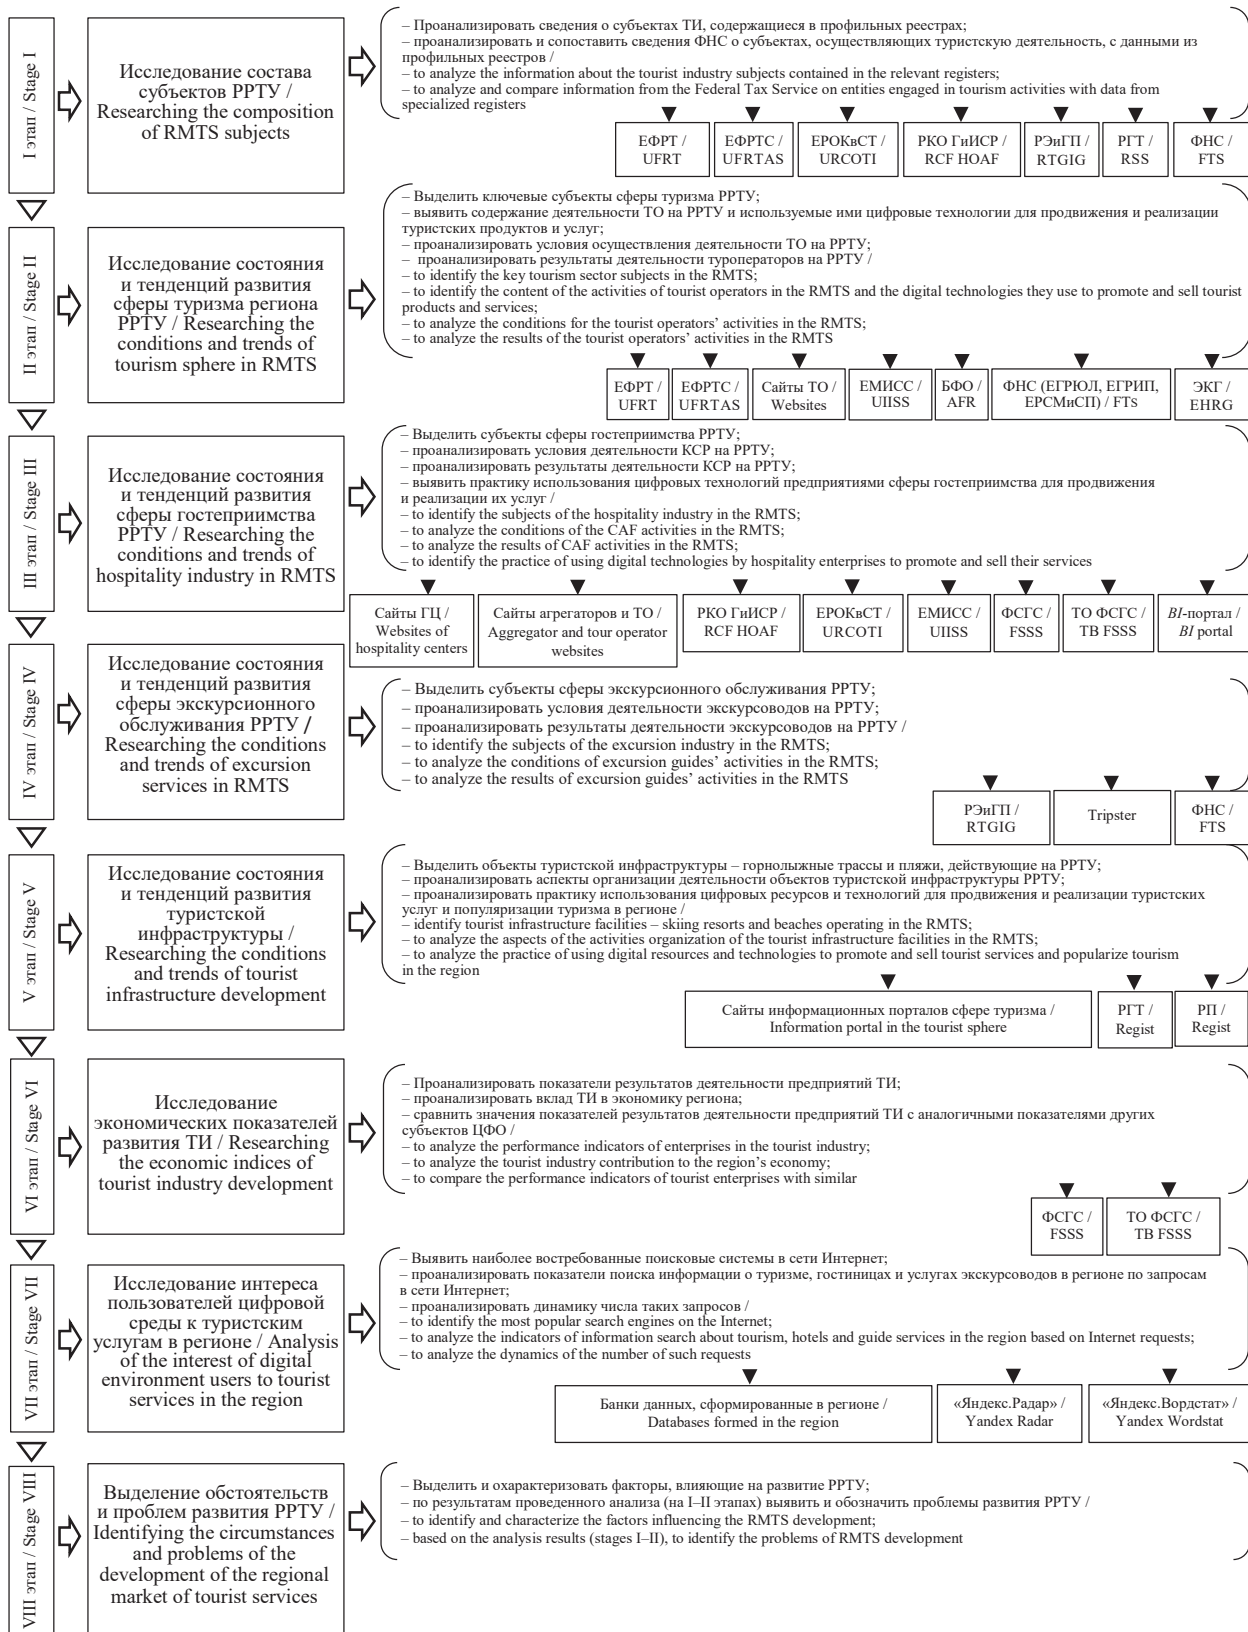 I этап / Stage I
Исследование состава
субъектов РРТУ /
Researching the composition
of RMTS subjects
– Проанализировать сведения о субъектах ТИ, содержащиеся в профильных реестрах;
– проанализировать и сопоставить сведения ФНС о субъектах, осуществляющих туристскую деятельность, с данными из
профильных реестров /
– to analyze the information about the tourist industry subjects contained in the relevant registers;
– to analyze and compare information from the Federal Tax Service on entities engaged in tourism activities with data from
specialized registers
ЕФРТ /
UFRT
ЕФРТС /
UFRTAS
ЕРОКвСТ /
URCOTI
РКО ГиИСР /
RCF HOAF
РЭиГП /
RTGIG
РГТ /
RSS
ФНС /
FTS
II этап / Stage II
Исследование состояния
и тенденций развития
сферы туризма региона
РРТУ / Researching the
conditions and trends of
tourism sphere in RMTS
– Выделить ключевые субъекты сферы туризма РРТУ;
– выявить содержание деятельности ТО на РРТУ и используемые ими цифровые технологии для продвижения и реализации
туристских продуктов и услуг;
– проанализировать условия осуществления деятельности ТО на РРТУ;
– проанализировать результаты деятельности туроператоров на РРТУ /
– to identify the key tourism sector subjects in the RMTS;
– to identify the content of the activities of tourist operators in the RMTS and the digital technologies they use to promote and sell tourist
products and services;
– to analyze the conditions for the tourist operators' activities in the RMTS;
– to analyze the results of the tourist operators' activities in the RMTS
ЕФРТ /
UFRT
ЕФРТС /
UFRTAS
Сайты ТО /
Websites
ЕМИСС /
UIISS
БФО /
AFR
ФНС (ЕГРЮЛ, ЕГРИП,
ЕРСМиСП) / FTs
ЭКГ /
EHRG
III этап / Stage III
Исследование состояния
и тенденций развития
сферы гостеприимства
РРТУ / Researching the
conditions and trends of
hospitality industry in RMTS
– Выделить субъекты сферы гостеприимства РРТУ;
– проанализировать условия деятельности КСР на РРТУ;
– проанализировать результаты деятельности КСР на РРТУ;
– выявить практику использования цифровых технологий предприятиями сферы гостеприимства для продвижения
и реализации их услуг /
– to identify the subjects of the hospitality industry in the RMTS;
– to analyze the conditions of the CAF activities in the RMTS;
– to analyze the results of CAF activities in the RMTS;
– to identify the practice of using digital technologies by hospitality enterprises to promote and sell their services
Сайты ГЦ /
Websites of
hospitality centers
Сайты агрегаторов и ТО /
Aggregator and tour operator
websites
РКО ГиИСР /
RCF HOAF
ЕРОКвСТ /
URCOTI
ЕМИСС /
UIISS
ФСГС /
FSSS
ТО ФСГС /
TB FSSS
BI-портал /
BI portal
IV этап / Stage IV
Исследование состояния
и тенденций развития
сферы экскурсионного
обслуживания РРТУ /
Researching the conditions
and trends of excursion
services in RMTS
– Выделить субъекты сферы экскурсионного обслуживания РРТУ;
– проанализировать условия деятельности экскурсоводов на РРТУ;
– проанализировать результаты деятельности экскурсоводов на РРТУ /
– to identify the subjects of the excursion industry in the RMTS;
– to analyze the conditions of excursion guides' activities in the RMTS;
– to analyze the results of excursion guides' activities in the RMTS
РЭиГП /
RTGIG
Tripster
ФНС /
FTS
V этап / Stage V
Исследование состояния
и тенденций развития
туристской
инфраструктуры /
Researching the conditions
and trends of tourist
infrastructure development
– Выделить объекты туристской инфраструктуры – горнолыжные трассы и пляжи, действующие на РРТУ;
– проанализировать аспекты организации деятельности объектов туристской инфраструктуры РРТУ;
– проанализировать практику использования цифровых ресурсов и технологий для продвижения и реализации туристских
услуг и популяризации туризма в регионе /
– identify tourist infrastructure facilities – skiing resorts and beaches operating in the RMTS;
– to analyze the aspects of the activities organization of the tourist infrastructure facilities in the RMTS;
– to analyze the practice of using digital resources and technologies to promote and sell tourist services and popularize tourism
in the region
Сайты информационных порталов сфере туризма /
Information portal in the tourist sphere
РГТ /
Regist
РП /
Regist
VI этап / Stage VI
Исследование
экономических показателей
развития ТИ / Researching
the economic indices of
tourist industry development
– Проанализировать показатели результатов деятельности предприятий ТИ;
– проанализировать вклад ТИ в экономику региона;
– сравнить значения показателей результатов деятельности предприятий ТИ с аналогичными показателями других
субъектов ЦФО /
– to analyze the performance indicators of enterprises in the tourist industry;
– to analyze the tourist industry contribution to the region's economy;
– to compare the performance indicators of tourist enterprises with similar
ФСГС /
FSSS
ТО ФСГС /
TB FSSS
VII этап / Stage VII
Исследование интереса
пользователей цифровой
среды к туристским
услугам в регионе / Analysis
of the interest of digital
environment users to tourist
services in the region
– Выявить наиболее востребованные поисковые системы в сети Интернет;
– проанализировать показатели поиска информации о туризме, гостиницах и услугах экскурсоводов в регионе по запросам
в сети Интернет;
– проанализировать динамику числа таких запросов /
– to identify the most popular search engines on the Internet;
– to analyze the indicators of information search about tourism, hotels and guide services in the region based on Internet requests;
– to analyze the dynamics of the number of such requests
Банки данных, сформированные в регионе /
Databases formed in the region
«Яндекс.Радар» /
Yandex Radar
«Яндекс.Вордстат» /
Yandex Wordstat
VIII этап / Stage VIII
Выделение обстоятельств
и проблем развития РРТУ /
Identifying the circumstances
and problems of the
development of the regional
market of tourist services
– Выделить и охарактеризовать факторы, влияющие на развитие РРТУ;
– по результатам проведенного анализа (на I–II этапах) выявить и обозначить проблемы развития РРТУ /
– to identify and characterize the factors influencing the RMTS development;
– based on the analysis results (stages I–II), to identify the problems of RMTS development